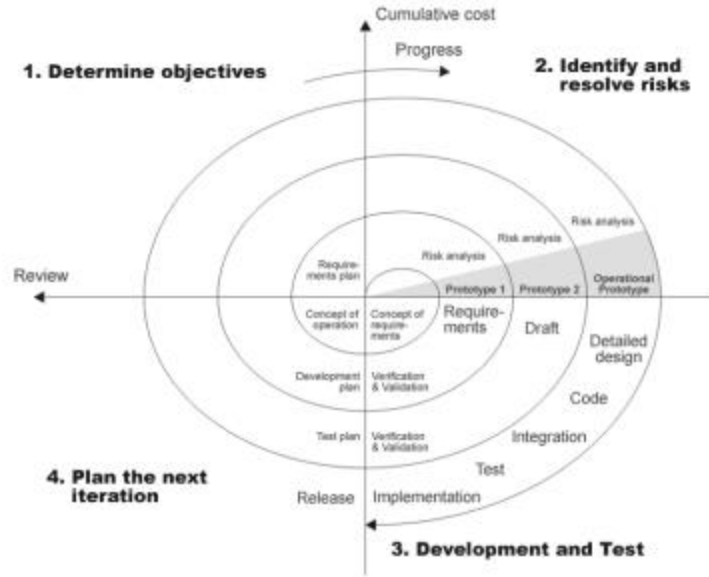 Cumulative cost
Progress
1. Determine objectives
2. Identify and
resolve risks
Risk analysis
Risk analysis
Risk analysis
Require-
ments plan
Review
Prototype 1
Prototype 2
Operational
Prototype
Concept of
operation
Concept of
require-
ments
Require-
ments
Draft
Detailed
design
Development
plan
Verification
& Validation
Code
Test plan
Verification
& Validation
Integration
Test
4. Plan the next
iteration
Release
Implementation
3. Development and Test